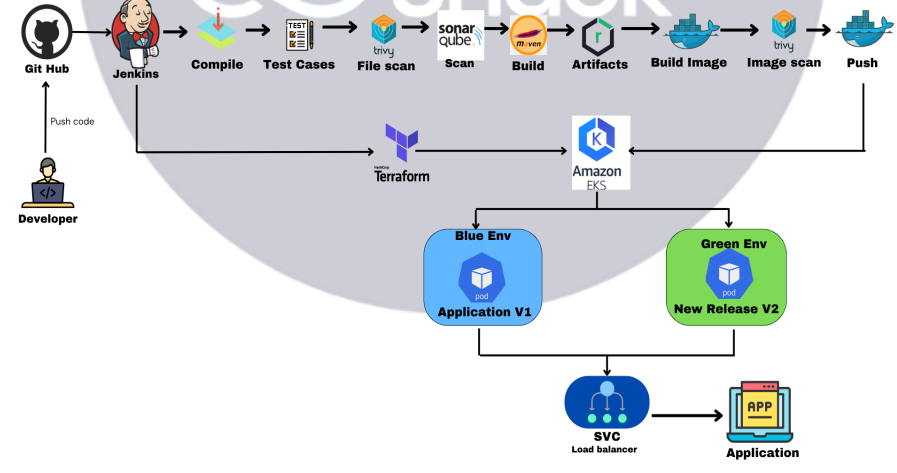 TEST
trivy
sonar
qube
maven
r
trivy
Git Hub
Jenkins
Compile
Test Cases
File scan
Scan
Build
Artifacts
Build Image
Image scan
Push
Push code
Developer
HashiCorp
Terraform
K
Amazon
EKS
Blue Env
pod
Application V1
Green Env
pod
New Release V2
SVC
Load balancer
APP
Application